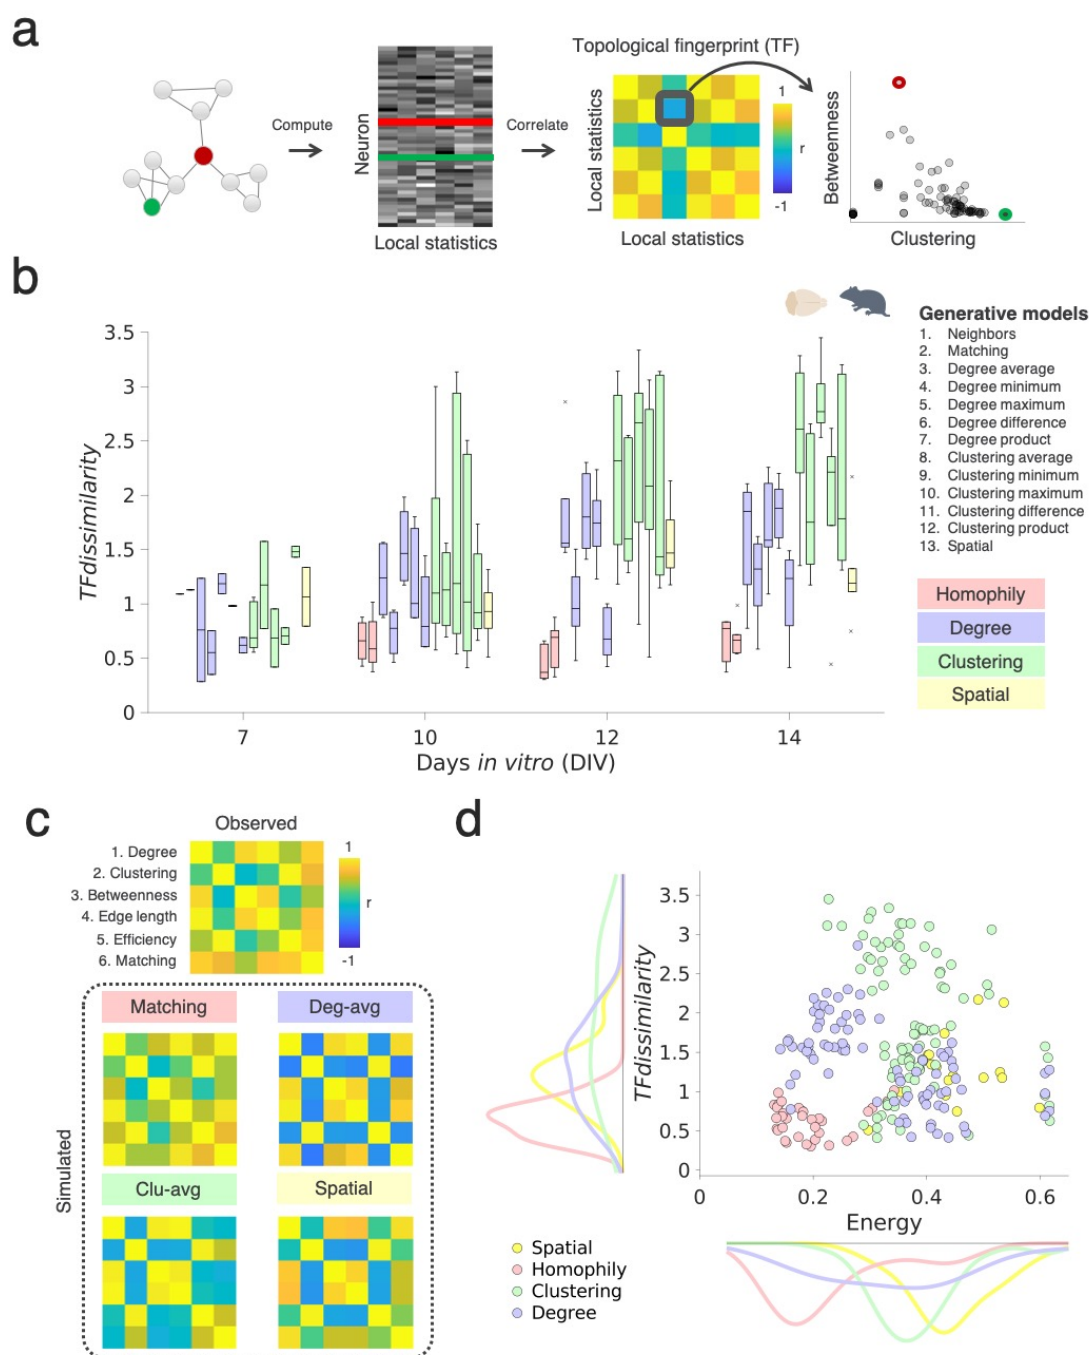 a
Topological fingerprint (TF)
Compute
Neuron
Local statistics
Correlate
Local statistics
Local statistics
1
r
-1
Betweenness
Clustering
b
TFdissimilarity
3.5
3
2.5
2
1.5
1
0.5
0
7
10
12
14
Days in vitro (DIV)
Generative models
1. Neighbors
2. Matching
3. Degree average
4. Degree minimum
5. Degree maximum
6. Degree difference
7. Degree product
8. Clustering average
9. Clustering minimum
10. Clustering maximum
11. Clustering difference
12. Clustering product
13. Spatial
Homophily
Degree
Clustering
Spatial
c
Observed
1. Degree
2. Clustering
3. Betweenness
4. Edge length
5. Efficiency
6. Matching
1
r
-1
Simulated
Matching
Deg-avg
Clu-avg
Spatial
d
TFdissimilarity
3.5
3
2.5
2
1.5
1
0.5
0
0
0.2
0.4
0.6
Energy
Spatial
Homophily
Clustering
Degree